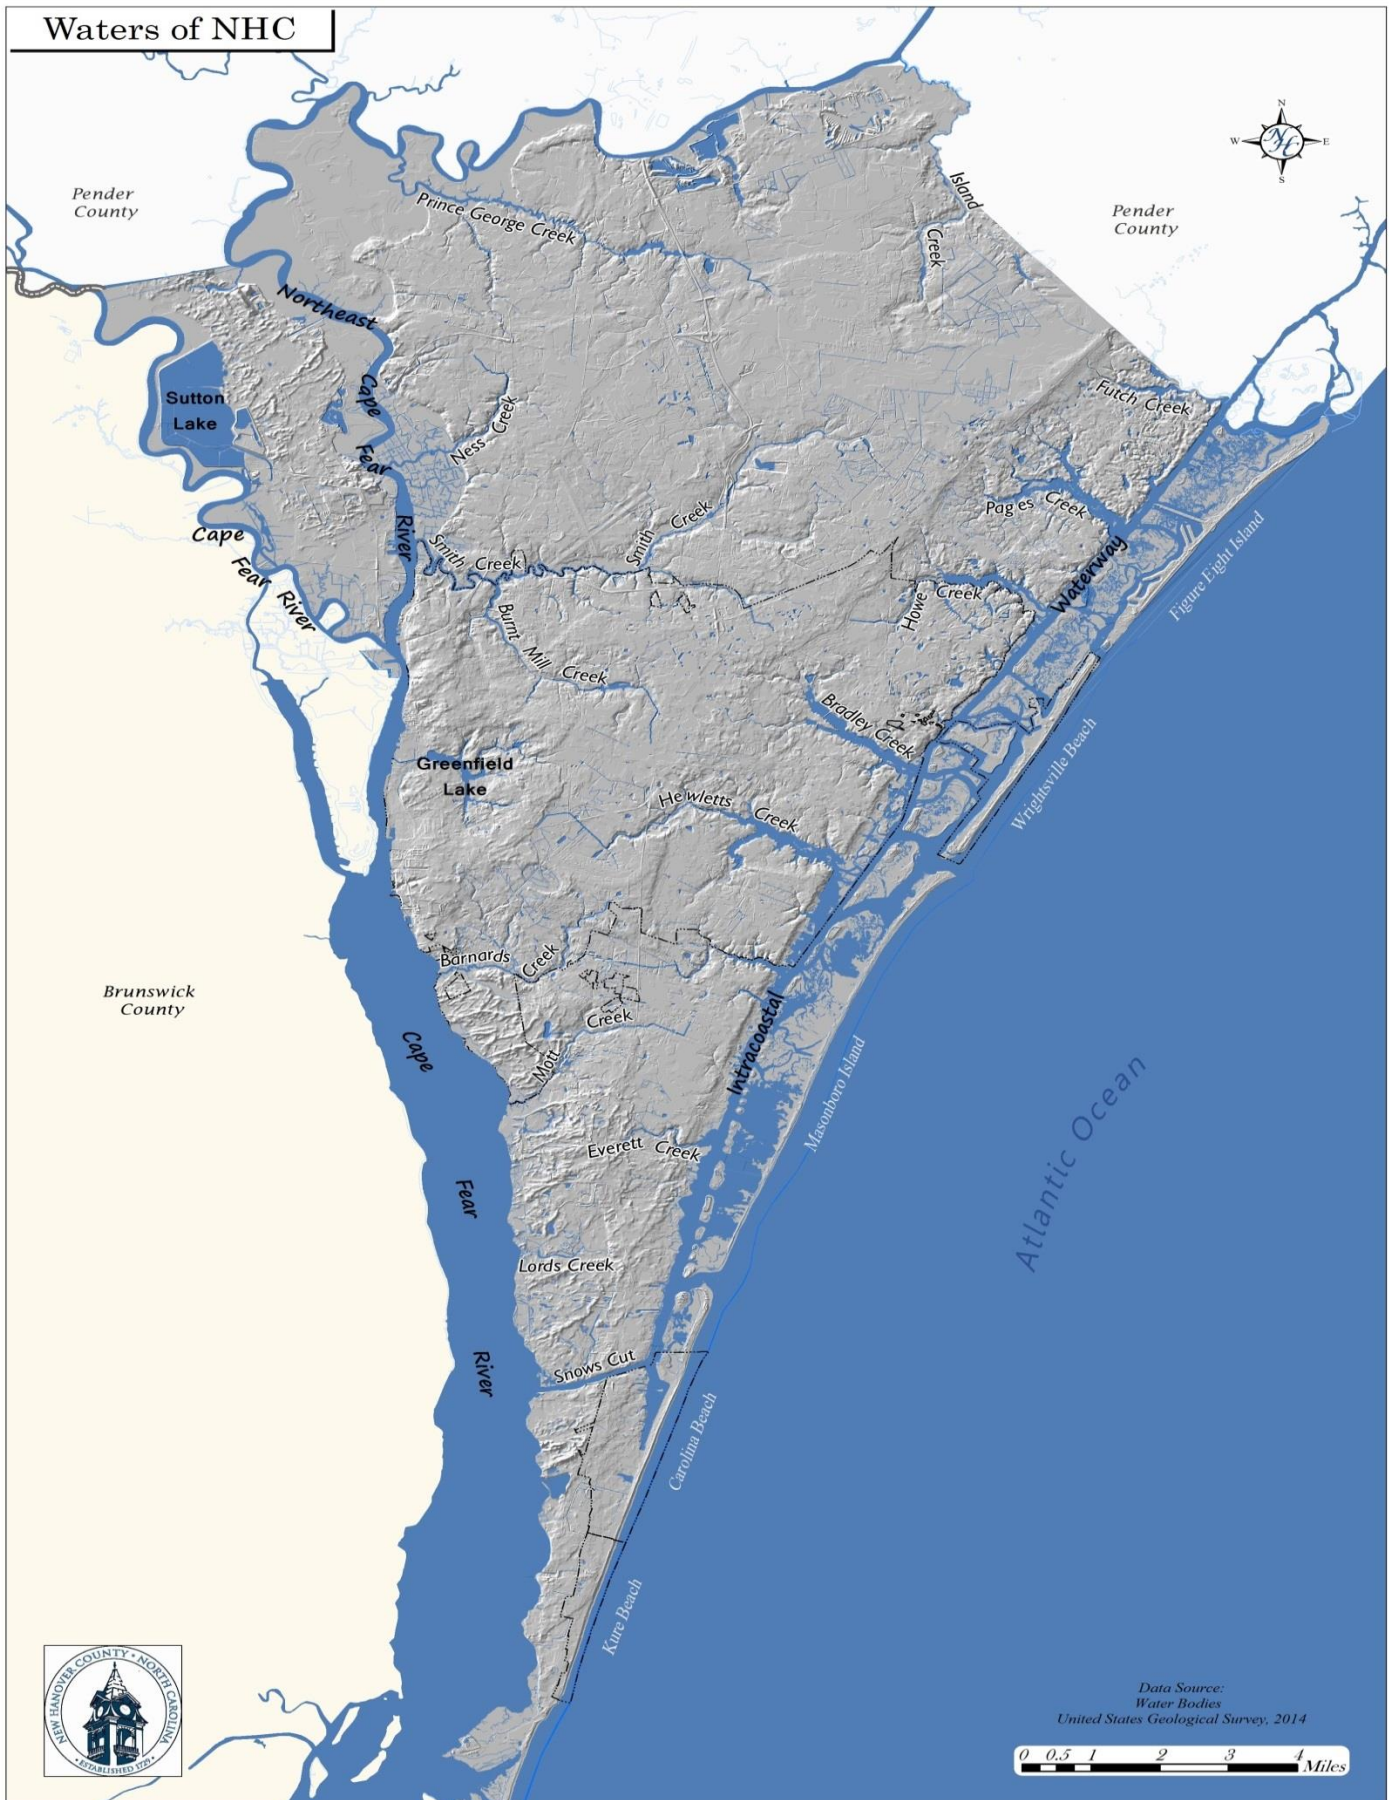 Waters of NHC
N
W
E
S
NHC
Pender
County
Pender
County
Island
Creek
Prince George Creek
Northeast
Cape
Fear
River
Sutton
Lake
Ness Creek
Futch Creek
Pages Creek
Smith Creek
Smith Creek
Cape
Fear
River
Burnt Mill Creek
Howe Creek
Waterway
Figure Eight Island
Bradley Creek
Wrightsville Beach
Greenfield
Lake
Hewletts Creek
Barnards Creek
Brunswick
County
Creek
Mott
Intracoastal
Masonboro Island
Cape
Fear
River
Everett Creek
Atlantic Ocean
Lords Creek
Snows Cut
Carolina Beach
Kure Beach
NEW HANOVER COUNTY • NORTH CAROLINA
• ESTABLISHED 1729 •
Data Source:
Water Bodies
United States Geological Survey, 2014
0 0.5 1 2 3 4
Miles